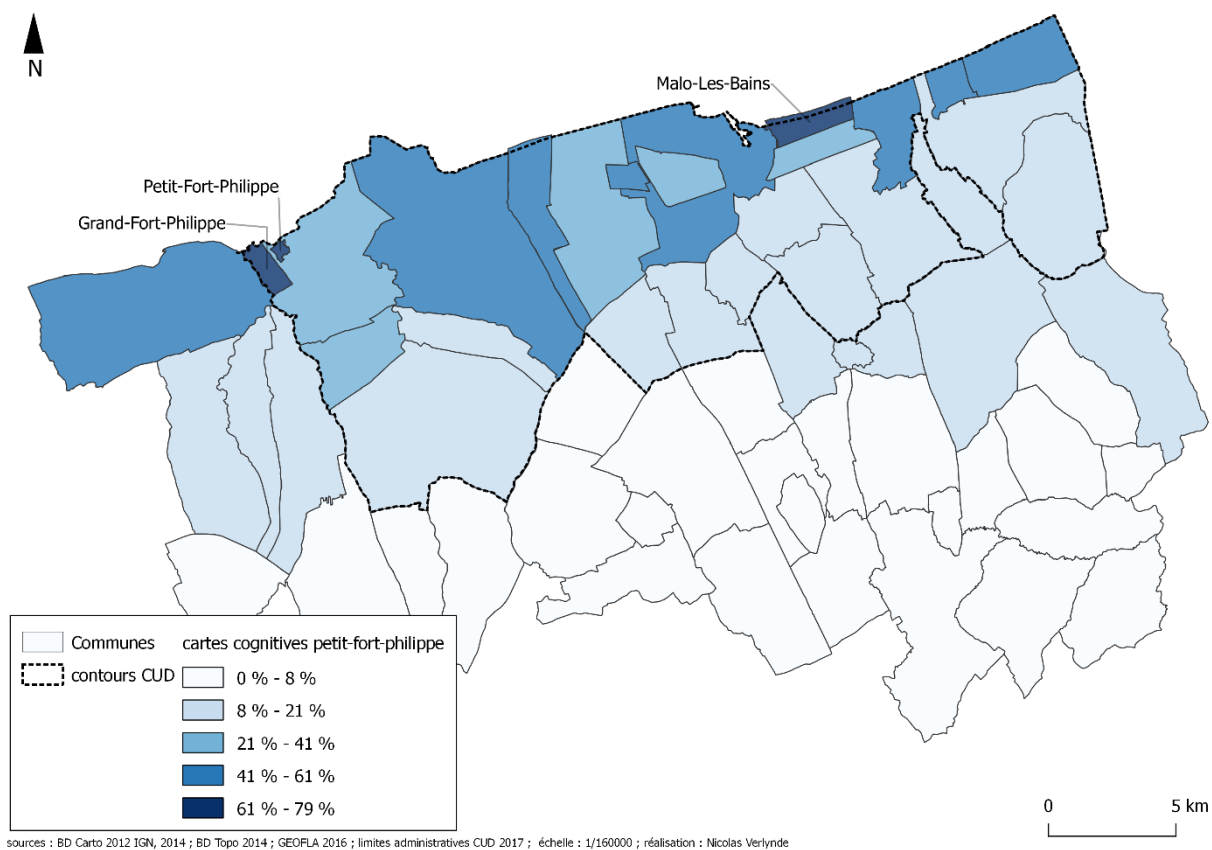 N
Malo-Les-Bains
Petit-Fort-Philippe
Grand-Fort-Philippe
Communes
contours CUD
cartes cognitives petit-fort-philippe
0 % - 8 %
8 % - 21 %
21 % - 41 %
41 % - 61 %
61 % - 79 %
0 5 km
sources : BD Carto 2012 IGN, 2014 ; BD Topo 2014 ; GEOFLA 2016 ; limites administratives CUD 2017 ; échelle : 1/160000 ; réalisation : Nicolas Verlynde